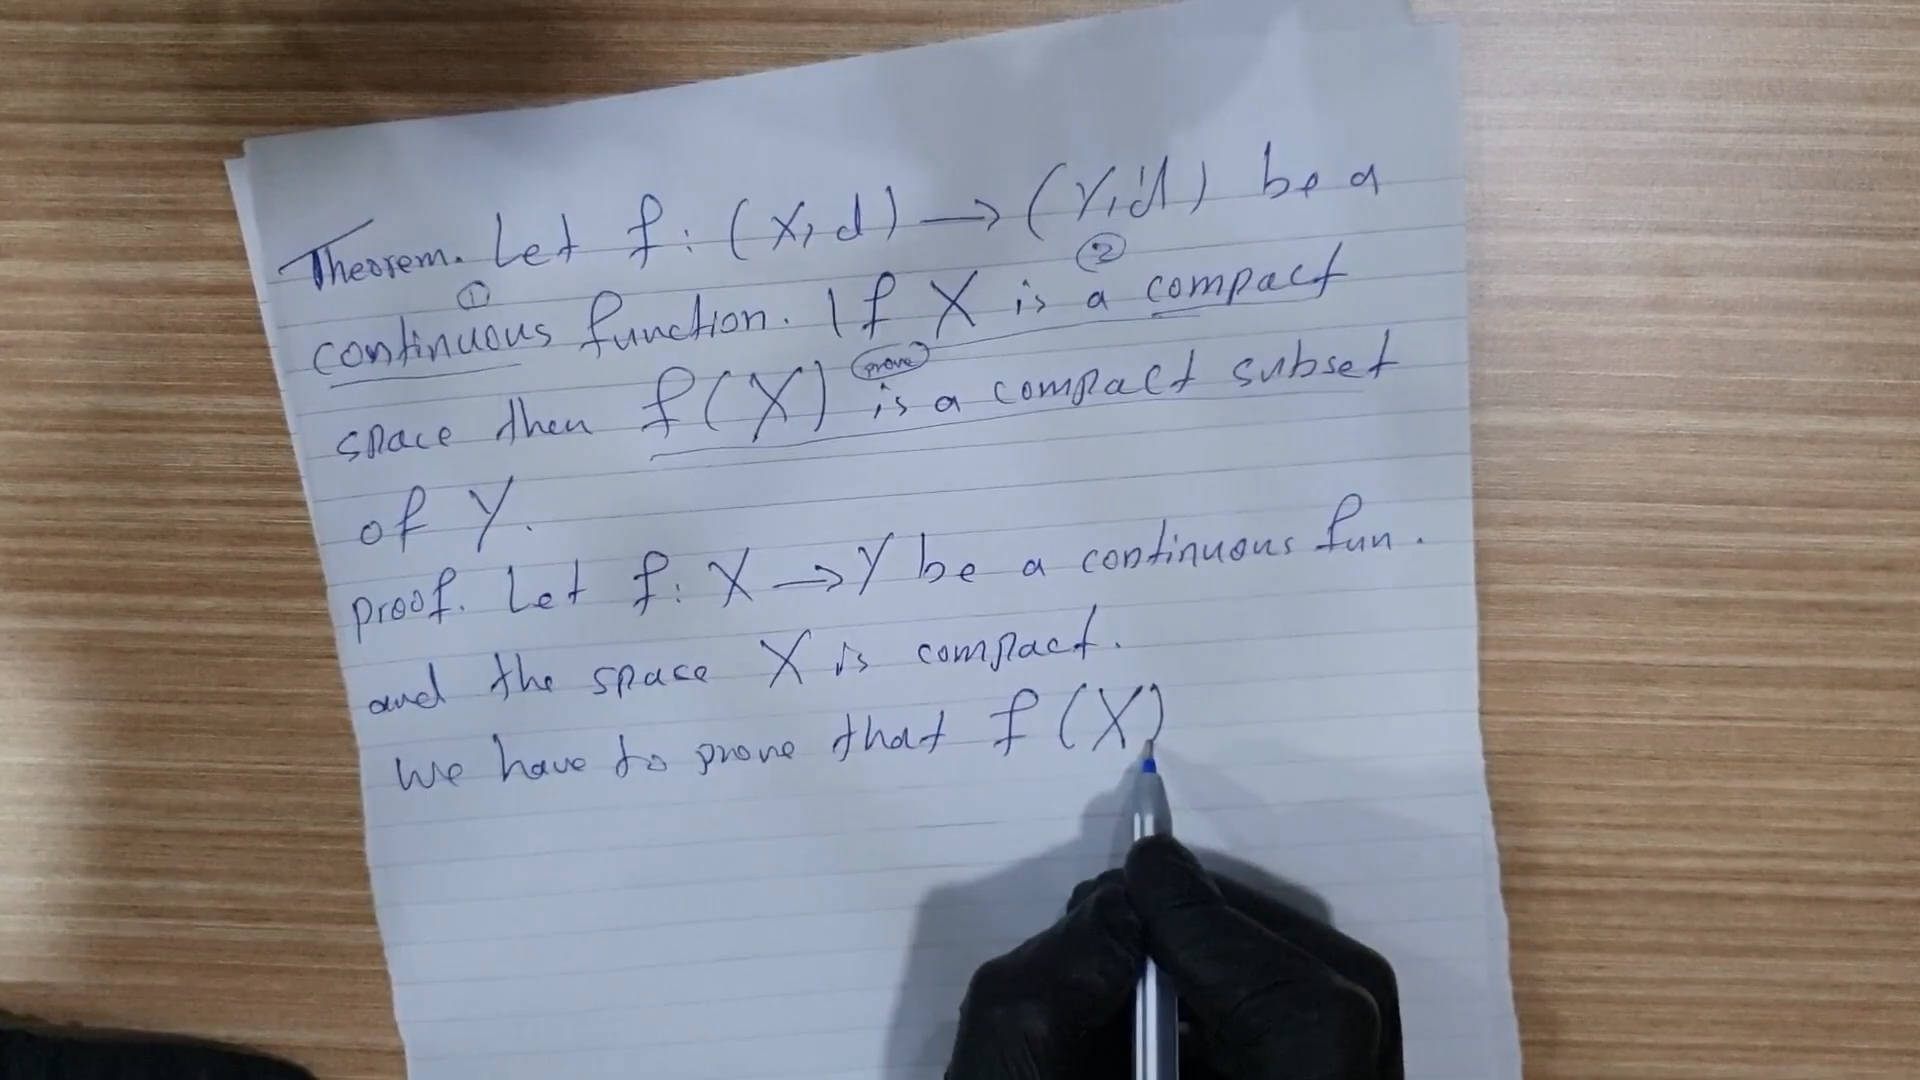 Theorem. Let f : (X, d) → (Y, d') be a
① ②
continuous function. If X is a compact
prove
space then f(X) is a compact subset
of Y.
proof. Let f: X → Y be a continuous fun.
and the space X is compact.
We have to prove that f(X)